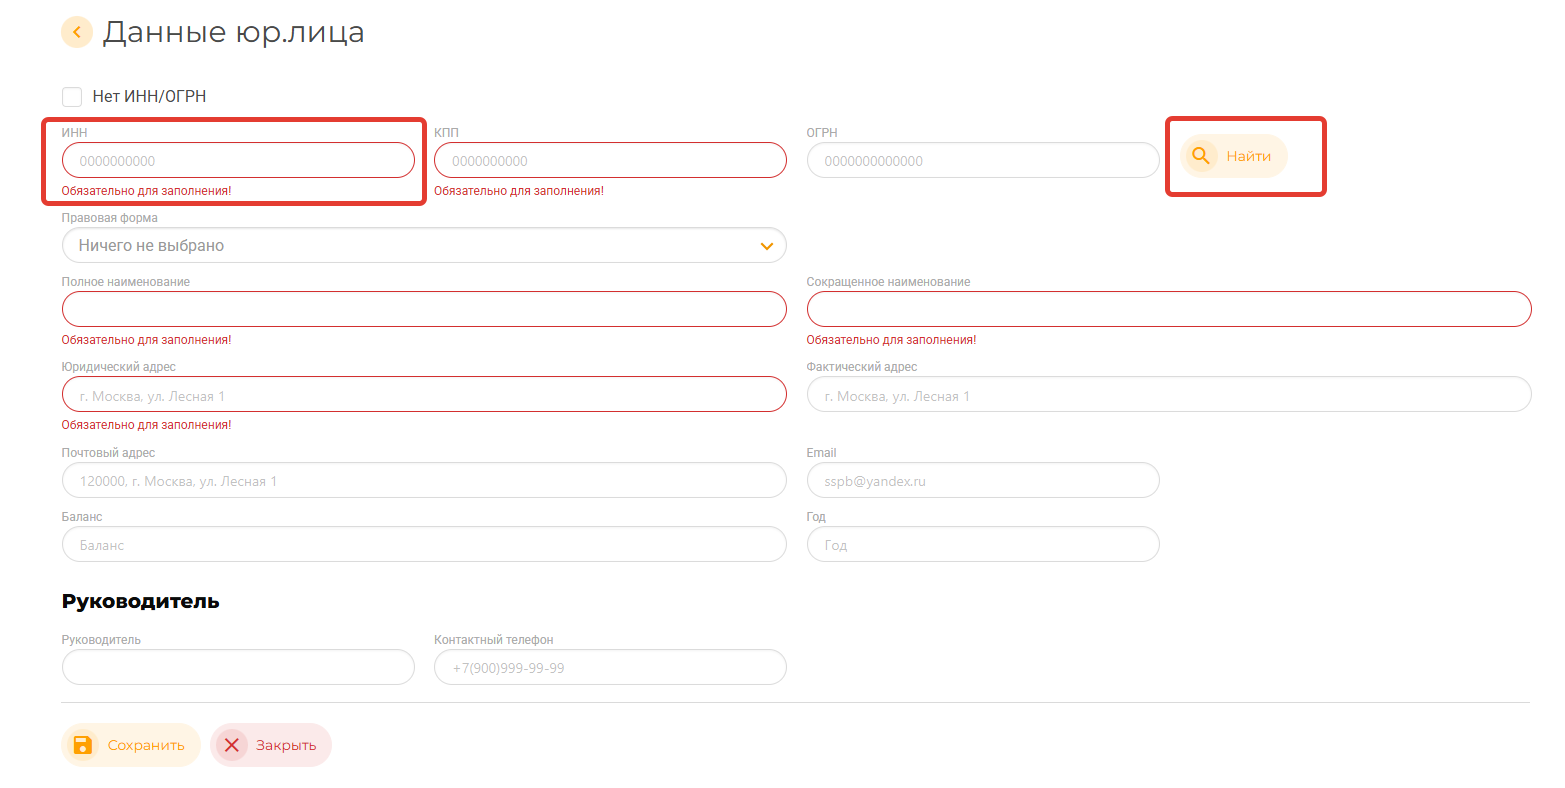 Данные юр.лица
Нет ИНН/ОГРН
ИНН КПП ОГРН
0000000000 0000000000 0000000000000 Найти
Обязательно для заполнения! Обязательно для заполнения!
Правовая форма
Ничего не выбрано
Полное наименование Сокращенное наименование
Обязательно для заполнения! Обязательно для заполнения!
Юридический адрес Фактический адрес
г. Москва, ул. Лесная 1 г. Москва, ул. Лесная 1
Обязательно для заполнения!
Почтовый адрес Email
120000, г. Москва, ул. Лесная 1 sspb@yandex.ru
Баланс Год
Баланс Год
Руководитель
Руководитель Контактный телефон
+7(900)999-99-99
Сохранить Закрыть